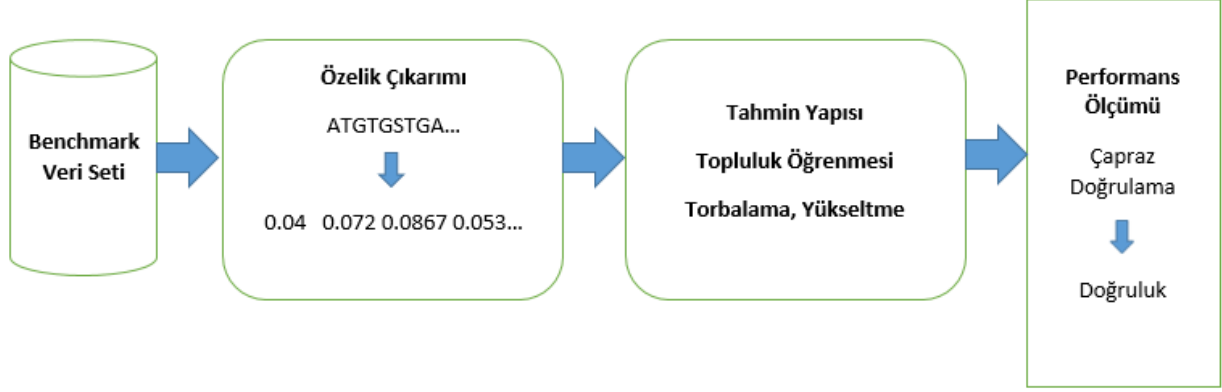 Benchmark
Veri Seti
Özelik Çıkarımı
ATGTGSTGA...
0.04 0.072 0.0867 0.053...
Tahmin Yapısı
Topluluk Öğrenmesi
Torbalama, Yükseltme
Performans
Ölçümü
Çapraz
Doğrulama
Doğruluk